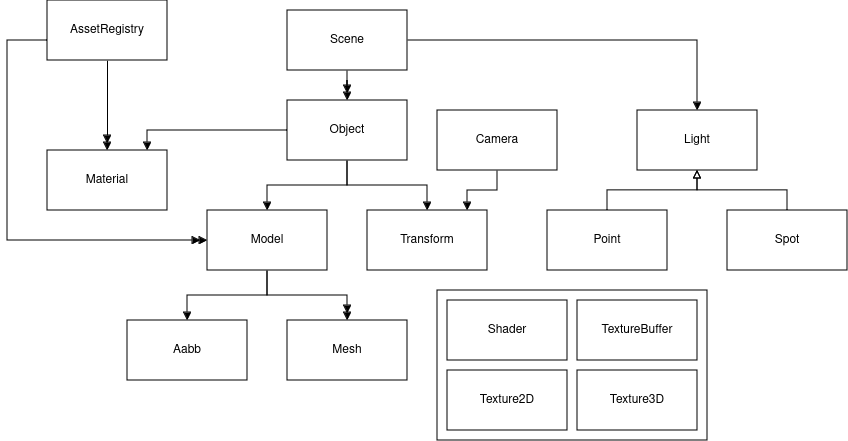 AssetRegistry
Scene
Object
Camera
Light
Material
Model
Transform
Point
Spot
Aabb
Mesh
Shader
TextureBuffer
Texture2D
Texture3D